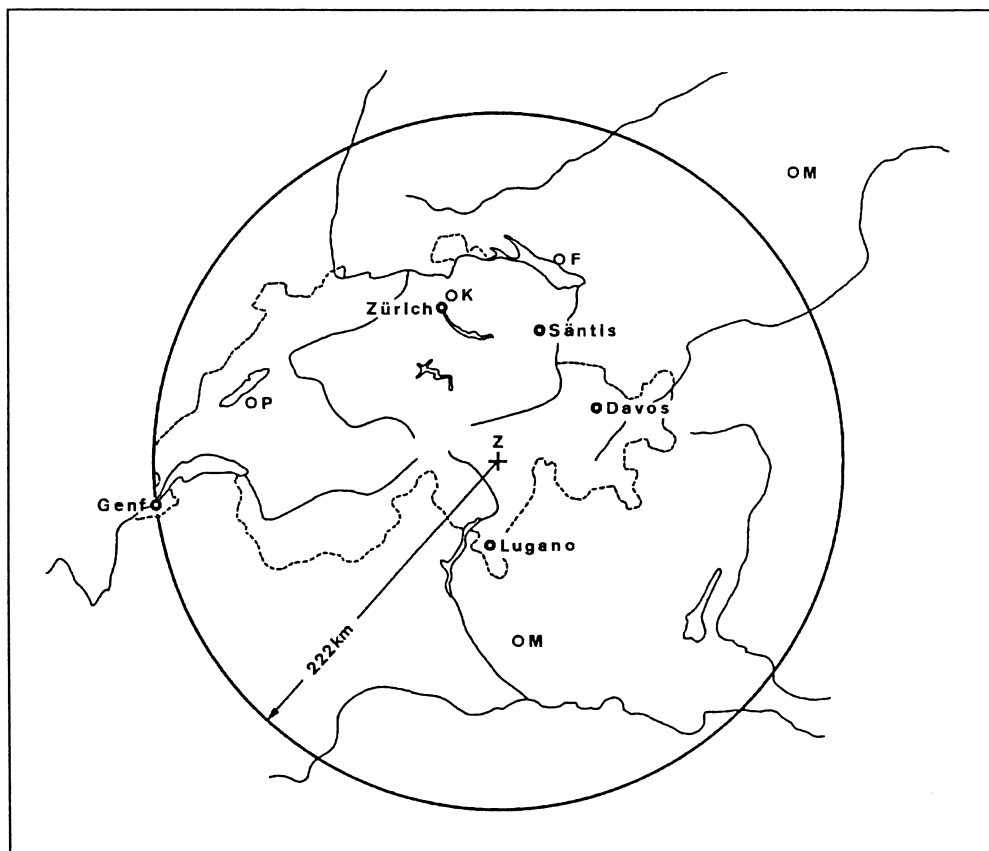 OM
OF
OK
Zürich
Säntis
OP
Davos
Z
Genf
Lugano
OM
222km